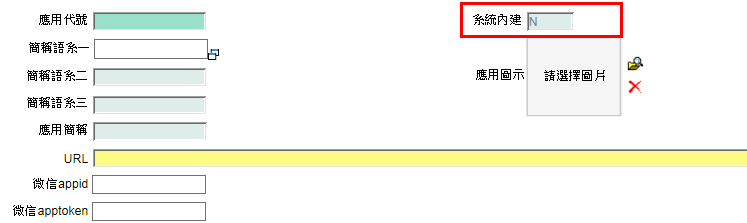 應用代號
系統內建 N
簡稱語系一
簡稱語系二
應用圖示 請選擇圖片
簡稱語系三
應用簡稱
URL
微信appid
微信apptoken